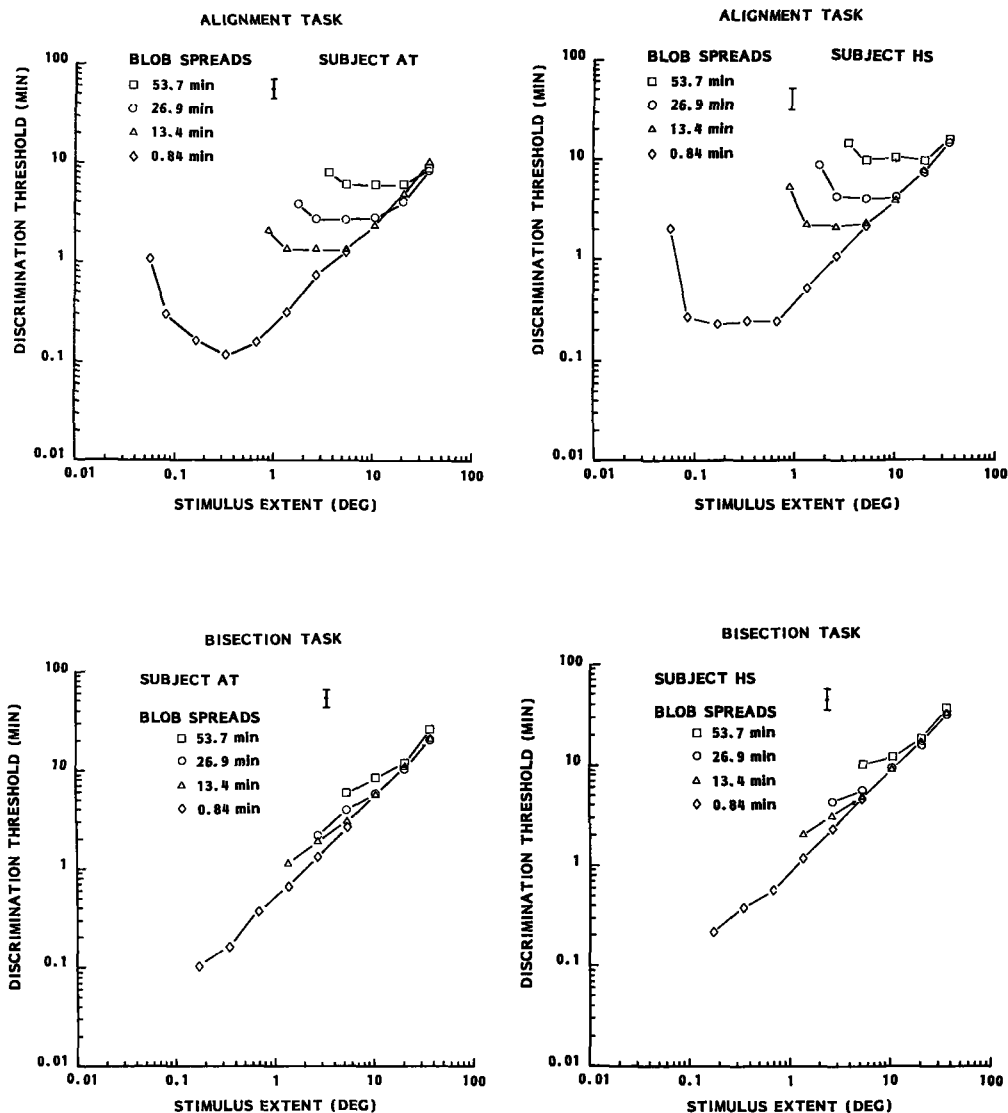 ALIGNMENT TASK
100
10
1
0.1
0.01
DISCRIMINATION THRESHOLD (MIN)
BLOB SPREADS
SUBJECT AT
□ 53.7 min
○ 26.9 min
△ 13.4 min
◇ 0.84 min
0.01 0.1 1 10 100
STIMULUS EXTENT (DEG)
ALIGNMENT TASK
100
10
1
0.1
0.01
DISCRIMINATION THRESHOLD (MIN)
BLOB SPREADS
SUBJECT HS
□ 53.7 min
○ 26.9 min
△ 13.4 min
◇ 0.84 min
0.01 0.1 1 10 100
STIMULUS EXTENT (DEG)
BISECTION TASK
100
10
1
0.1
0.01
DISCRIMINATION THRESHOLD (MIN)
SUBJECT AT
BLOB SPREADS
□ 53.7 min
○ 26.9 min
△ 13.4 min
◇ 0.84 min
0.01 0.1 1 10 100
STIMULUS EXTENT (DEG)
BISECTION TASK
100
10
1
0.1
0.01
DISCRIMINATION THRESHOLD (MIN)
SUBJECT HS
BLOB SPREADS
□ 53.7 min
○ 26.9 min
△ 13.4 min
◇ 0.84 min
0.01 0.1 1 10 100
STIMULUS EXTENT (DEG)